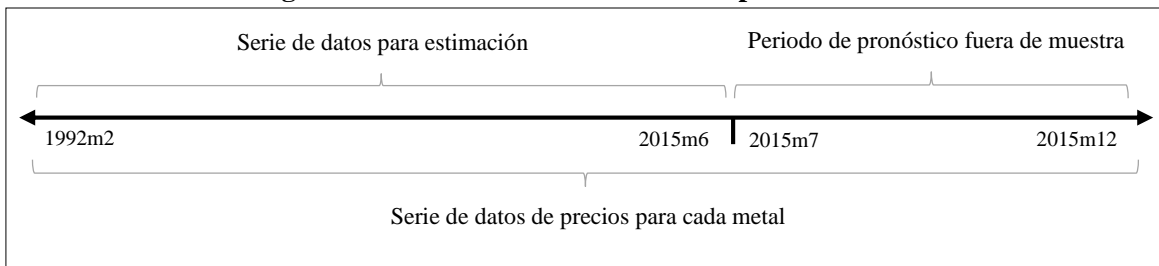 Serie de datos para estimación
Periodo de pronóstico fuera de muestra
1992m2
2015m6
2015m7
2015m12
Serie de datos de precios para cada metal